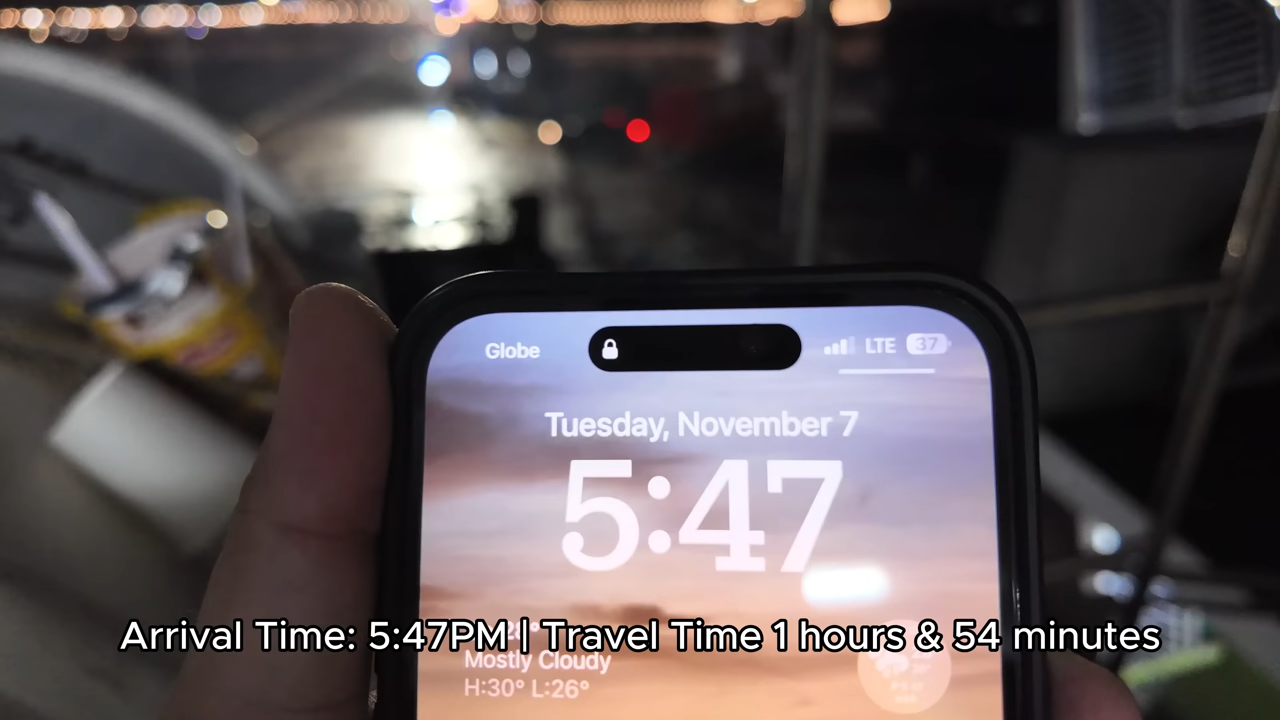 Globe
LTE 37
Tuesday, November 7
5:47
Arrival Time: 5:47PM | Travel Time 1 hours & 54 minutes
Mostly Cloudy
H:30° L:26°